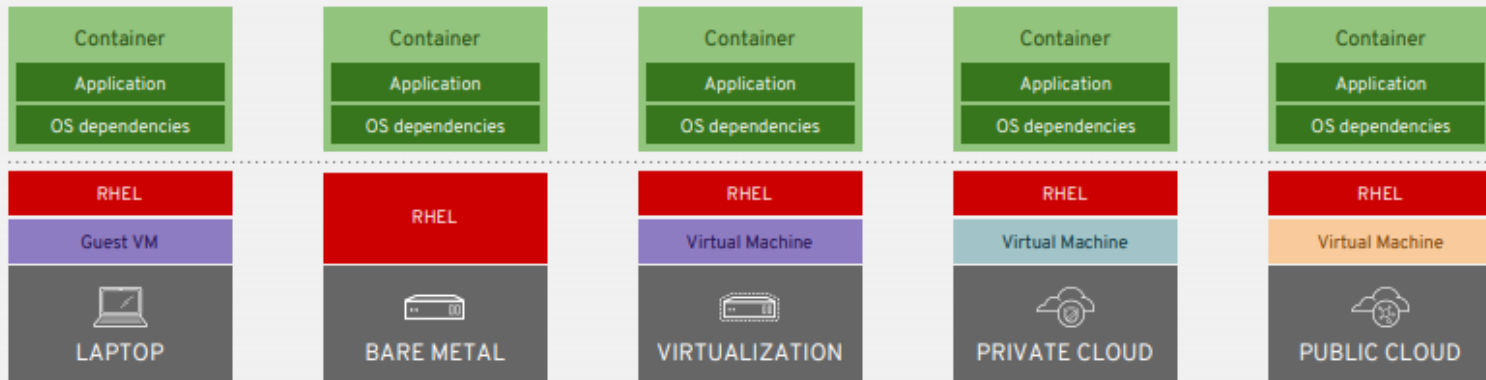 Container
Application
OS dependencies
RHEL
Guest VM
LAPTOP
Container
Application
OS dependencies
RHEL
BARE METAL
Container
Application
OS dependencies
RHEL
Virtual Machine
VIRTUALIZATION
Container
Application
OS dependencies
RHEL
Virtual Machine
PRIVATE CLOUD
Container
Application
OS dependencies
RHEL
Virtual Machine
PUBLIC CLOUD